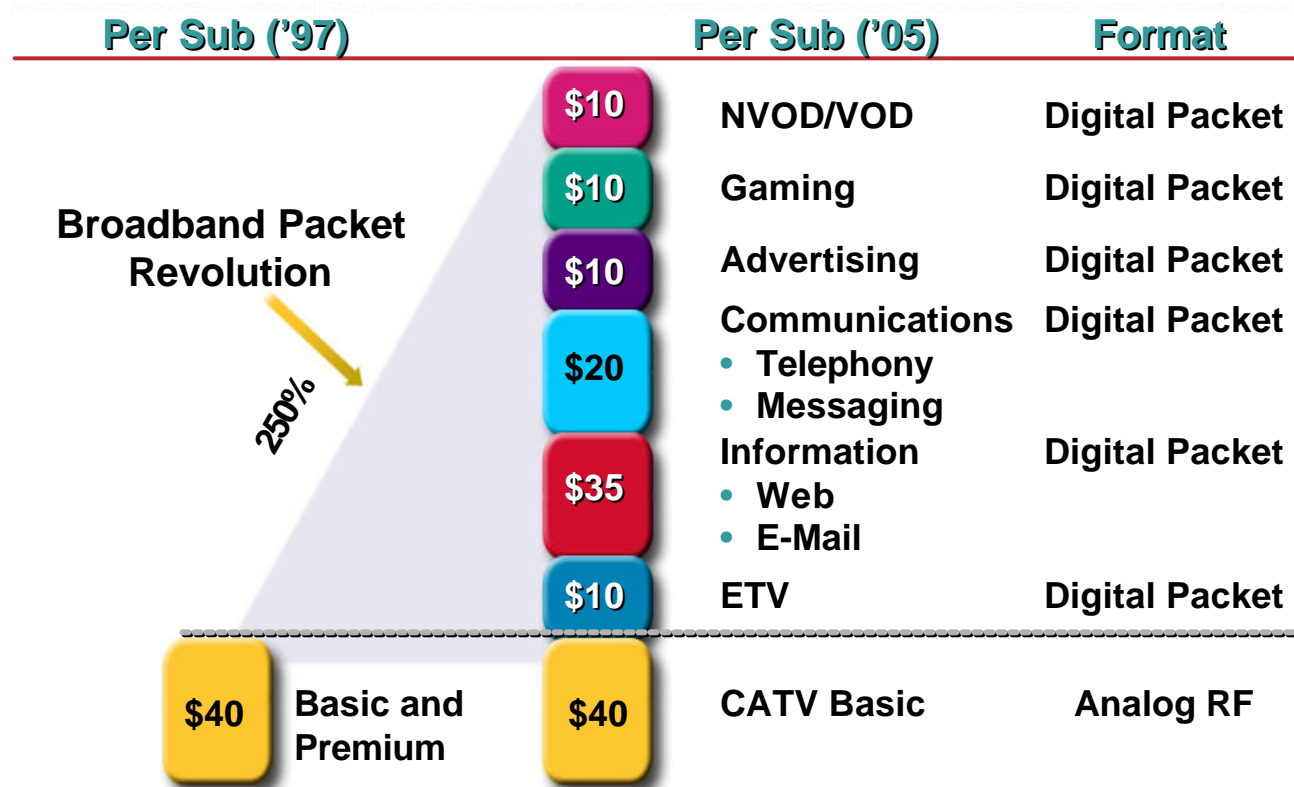 Per Sub ('97) Per Sub ('05) Format
$10 NVOD/VOD Digital Packet
$10 Gaming Digital Packet
Broadband Packet
Revolution
$10 Advertising Digital Packet
250%
$20 Communications Digital Packet
• Telephony
• Messaging
$35 Information Digital Packet
• Web
• E-Mail
$10 ETV Digital Packet
$40 Basic and
Premium
$40 CATV Basic Analog RF